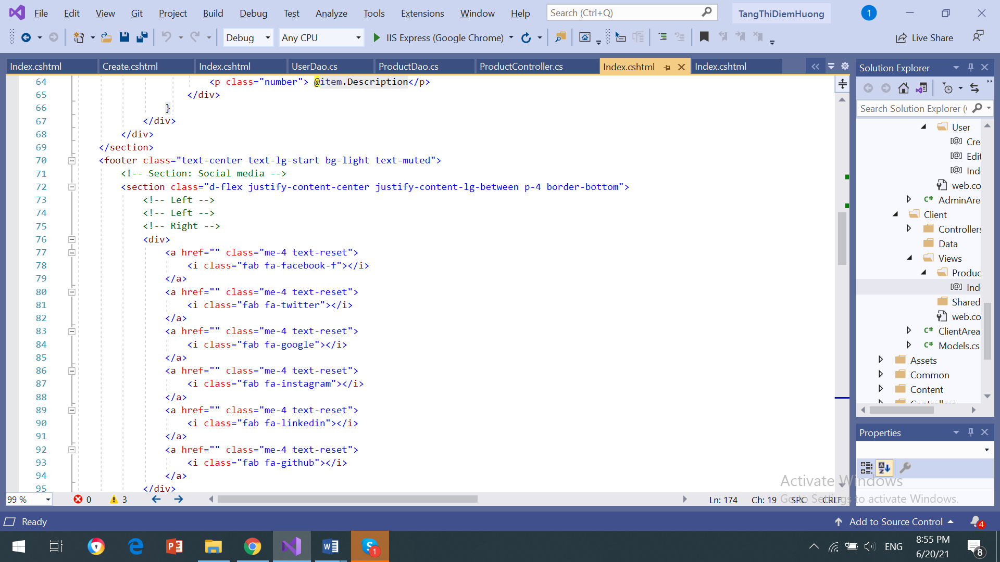 File Edit View Git Project Build Debug Test Analyze Tools Extensions Window Help Search (Ctrl+Q) TangThiDiemHuong 1
Debug Any CPU IIS Express (Google Chrome) Live Share
Index.cshtml Create.cshtml Index.cshtml UserDao.cs ProductDao.cs ProductController.cs Index.cshtml Index.cshtml
64 <p class="number"> @item.Description</p>
65 </div>
66 }
67 </div>
68 </div>
69 </section>
70 <footer class="text-center text-lg-start bg-light text-muted">
71 <!-- Section: Social media -->
72 <section class="d-flex justify-content-center justify-content-lg-between p-4 border-bottom">
73 <!-- Left -->
74 <!-- Left -->
75 <!-- Right -->
76 <div>
77 <a href="" class="me-4 text-reset">
78 <i class="fab fa-facebook-f"></i>
79 </a>
80 <a href="" class="me-4 text-reset">
81 <i class="fab fa-twitter"></i>
82 </a>
83 <a href="" class="me-4 text-reset">
84 <i class="fab fa-google"></i>
85 </a>
86 <a href="" class="me-4 text-reset">
87 <i class="fab fa-instagram"></i>
88 </a>
89 <a href="" class="me-4 text-reset">
90 <i class="fab fa-linkedin"></i>
91 </a>
92 <a href="" class="me-4 text-reset">
93 <i class="fab fa-github"></i>
94 </a>
95 </div>
99 % 0 3 Ln: 174 Ch: 19 SPC CRLF
Solution Explorer
Search Solution Explorer (
User
Cre
Edit
Ind
web.co
AdminAre
Client
Controllers
Data
Views
Produc
Ind
Shared
web.co
ClientArea
Models.cs
Assets
Common
Content
Properties
Activate Windows
Go to Settings to activate Windows.
Ready Add to Source Control 4
1 ENG 8:55 PM
6/20/21 8